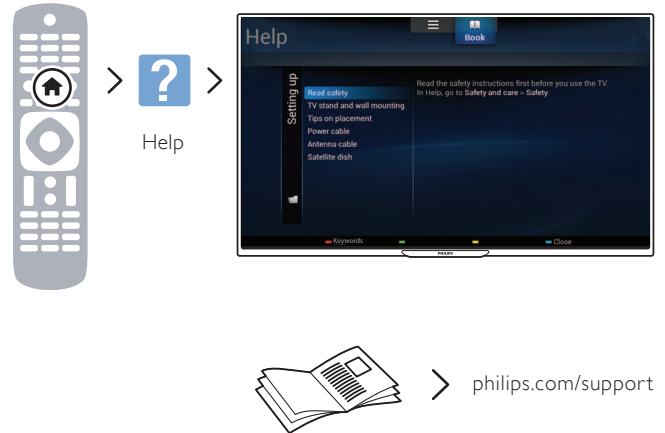 Help
Book
Setting up
Read safety
TV stand and wall mounting
Tips on placement
Power cable
Antenna cable
Satellite dish
Read the safety instructions first before you use the TV.
In Help, go to Safety and care > Safety.
Keywords
Close
PHILIPS
?
Help
philips.com/support